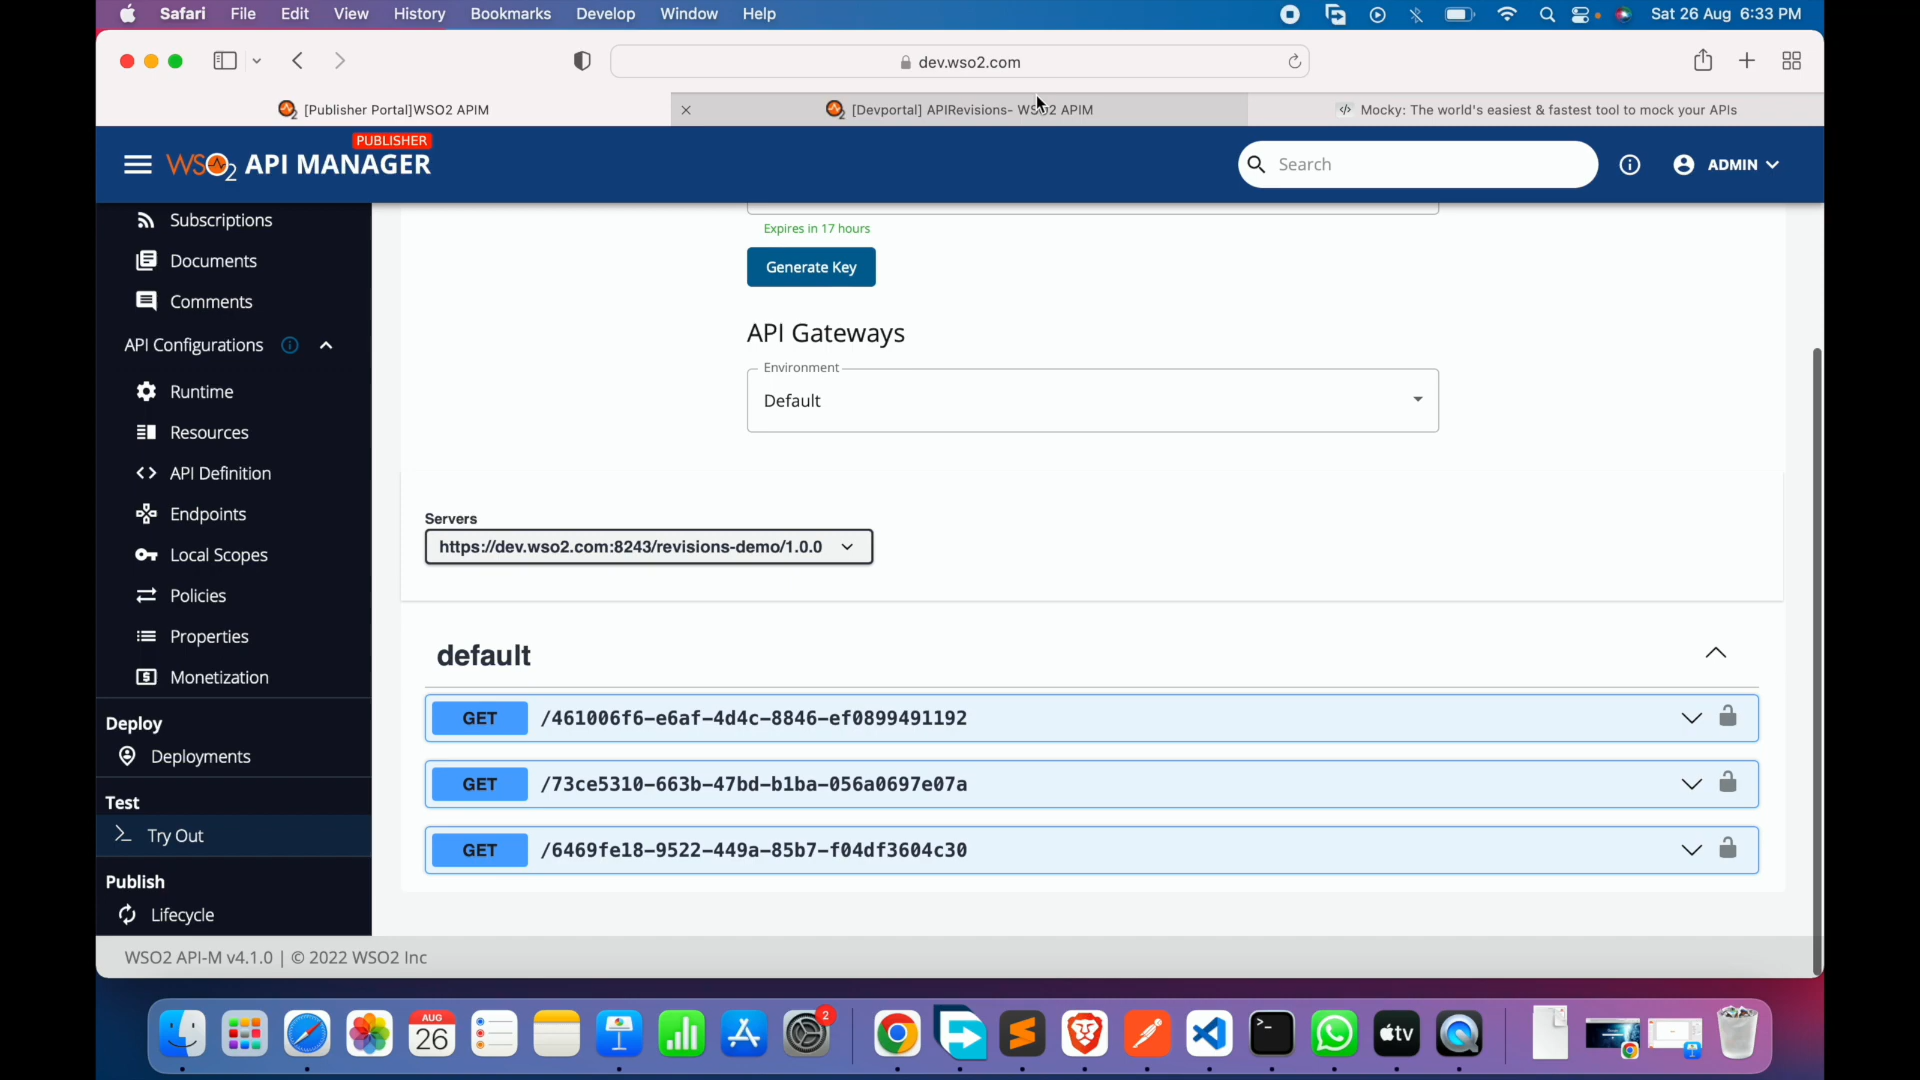 Safari File Edit View History Bookmarks Develop Window Help Sat 26 Aug 6:33 PM
dev.wso2.com
[Publisher Portal]WSO2 APIM
[Devportal] APIRevisions- WSO2 APIM
Mocky: The world's easiest & fastest tool to mock your APIs
PUBLISHER
WSO2 API MANAGER
Search
ADMIN
Subscriptions
Documents
Comments
API Configurations
Runtime
Resources
API Definition
Endpoints
Local Scopes
Policies
Properties
Monetization
Deploy
Deployments
Test
Try Out
Publish
Lifecycle
Expires in 17 hours
Generate Key
API Gateways
Environment
Default
Servers
https://dev.wso2.com:8243/revisions-demo/1.0.0
default
GET /461006f6-e6af-4d4c-8846-ef0899491192
GET /73ce5310-663b-47bd-b1ba-056a0697e07a
GET /6469fe18-9522-449a-85b7-f04df3604c30
WSO2 API-M v4.1.0 | © 2022 WSO2 Inc
AUG
26
2
tv